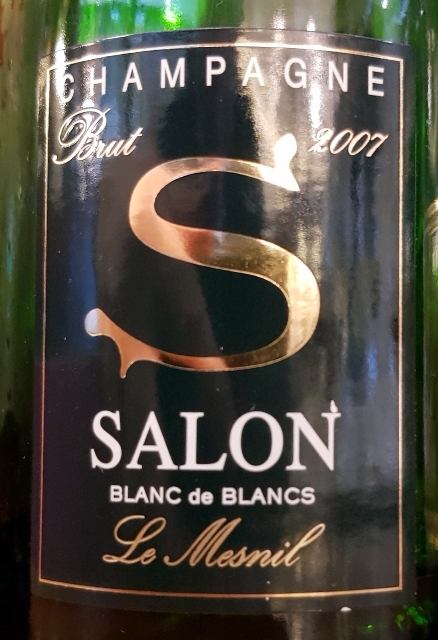 CHAMPAGNE
Brut 2007
S
SALON
BLANC de BLANCS
Le Mesnil